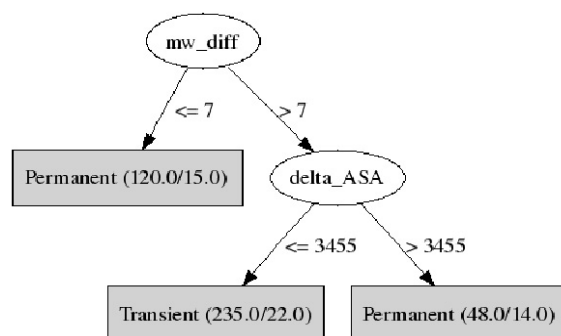 mw_diff
<= 7
> 7
Permanent (120.0/15.0)
delta_ASA
<= 3455
> 3455
Transient (235.0/22.0)
Permanent (48.0/14.0)